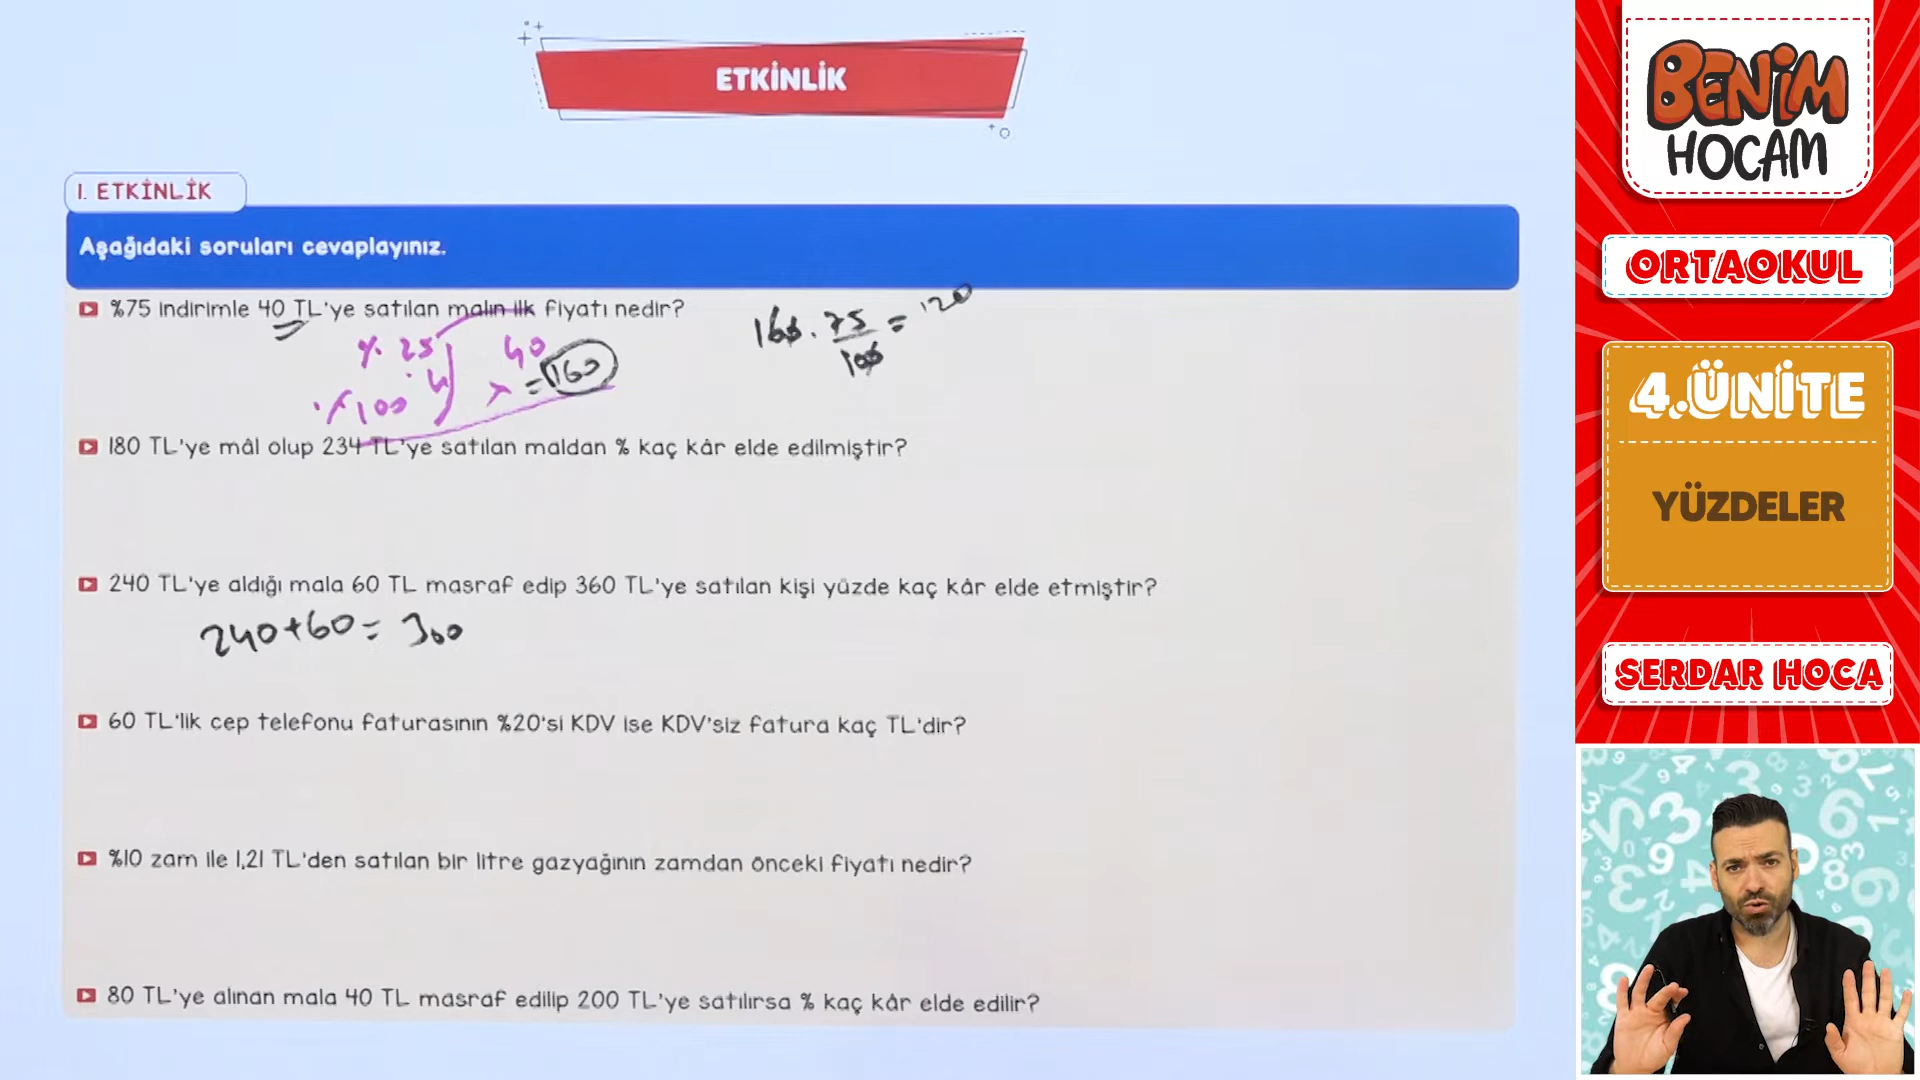 ETKİNLİK
1. ETKİNLİK
Aşağıdaki soruları cevaplayınız.
%75 indirimle 40 TL'ye satılan malın ilk fiyatı nedir?
160 . 75/100 = 120
% 25 40
. 4
% 100 x = 160
180 TL'ye mâl olup 234 TL'ye satılan maldan % kaç kâr elde edilmiştir?
240 TL'ye aldığı mala 60 TL masraf edip 360 TL'ye satılan kişi yüzde kaç kâr elde etmiştir?
240+60= 300
60 TL'lik cep telefonu faturasının %20'si KDV ise KDV'siz fatura kaç TL'dir?
%10 zam ile 1,21 TL'den satılan bir litre gazyağının zamdan önceki fiyatı nedir?
80 TL'ye alınan mala 40 TL masraf edilip 200 TL'ye satılırsa % kaç kâr elde edilir?
BENİM
HOCAM
ORTAOKUL
4.ÜNİTE
YÜZDELER
SERDAR HOCA